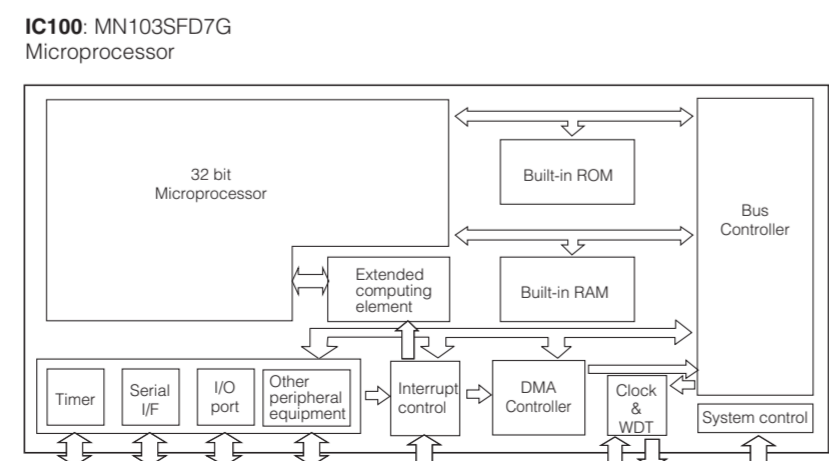 IC100: MN103SFD7G
Microprocessor
32 bit
Microprocessor
Built-in ROM
Bus
Controller
Extended
computing
element
Built-in RAM
Timer
Serial
I/F
I/O
port
Other
peripheral
equipment
Interrupt
control
DMA
Controller
Clock
&
WDT
System control